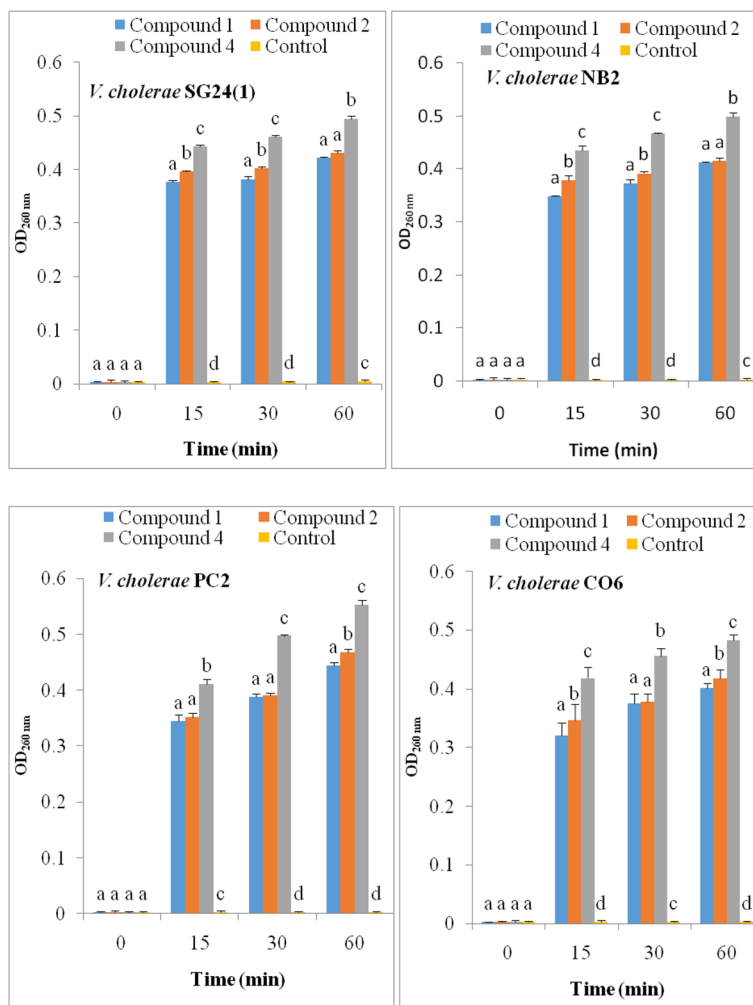 Compound 1 Compound 2
Compound 4 Control
V. cholerae SG24(1)
0.6
0.5
0.4
0.3
0.2
0.1
0
OD260 nm
a a a a
a b c d
a b c d
a a b c
0 15 30 60
Time (min)
Compound 1 Compound 2
Compound 4 Control
V. cholerae NB2
0.6
0.5
0.4
0.3
0.2
0.1
0
OD260 nm
a a a a
a b c d
a b c d
a a b c
0 15 30 60
Time (min)
Compound 1 Compound 2
Compound 4 Control
V. cholerae PC2
0.6
0.5
0.4
0.3
0.2
0.1
0
OD260 nm
a a a a
a a b c
a a c d
a b c d
0 15 30 60
Time (min)
Compound 1 Compound 2
Compound 4 Control
V. cholerae CO6
0.6
0.5
0.4
0.3
0.2
0.1
0
OD260 nm
a a a a
a b c d
a a b c
a b c d
0 15 30 60
Time (min)